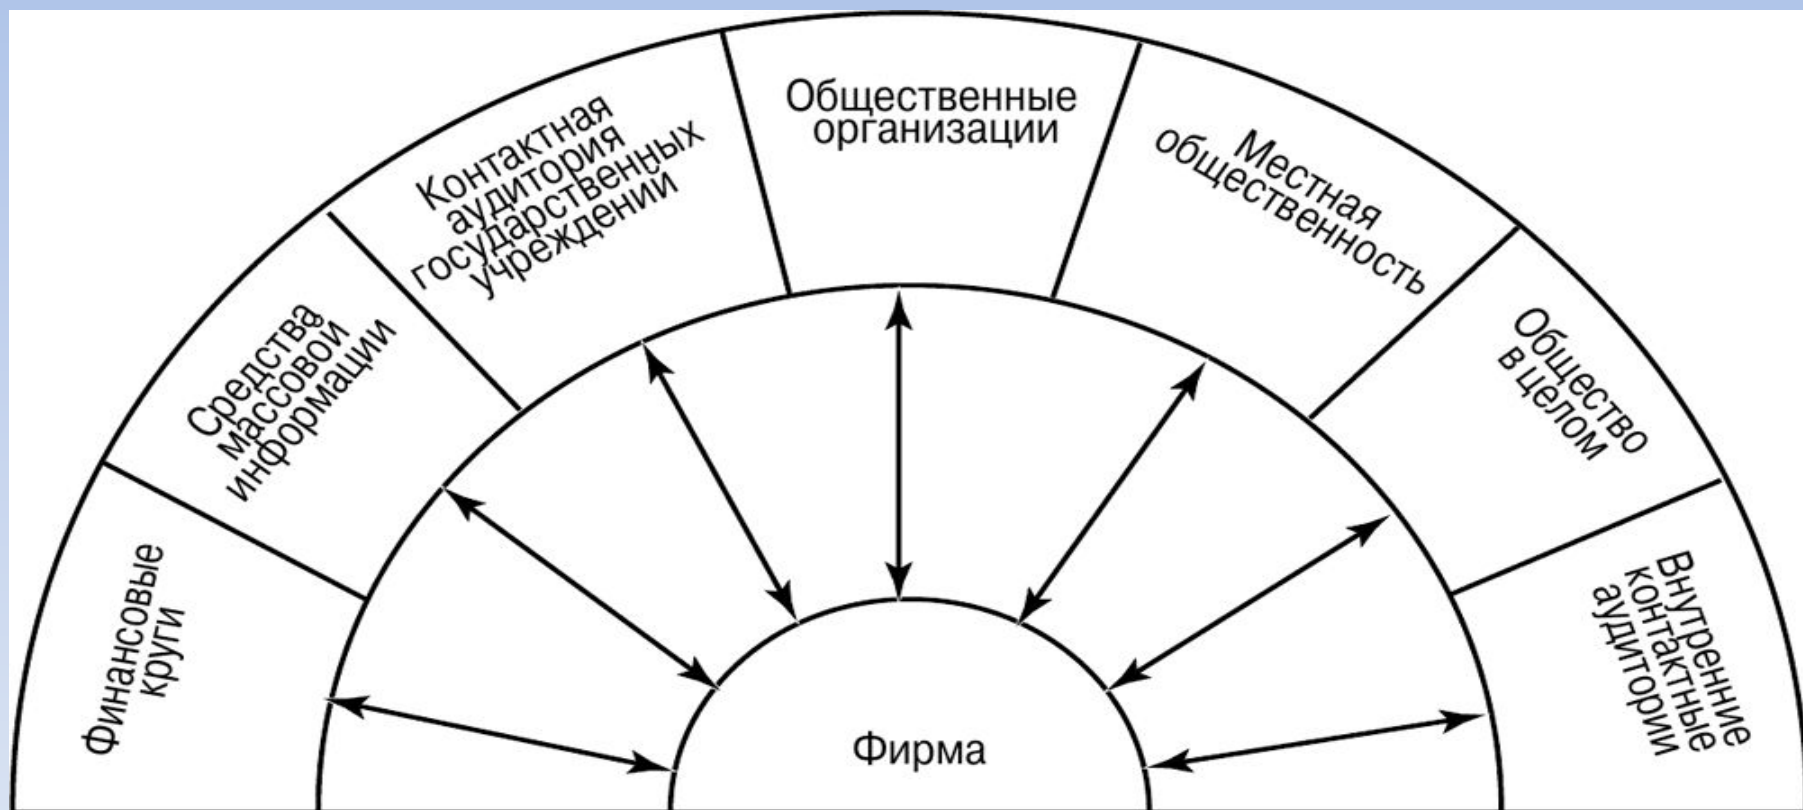 Финансовые
круги
Средства
массовой
информации
Контактная
аудитория
государственных
учреждений
Общественные
организации
Местная
общественность
Общество
в целом
Внутренние
контактные
аудитории
Фирма